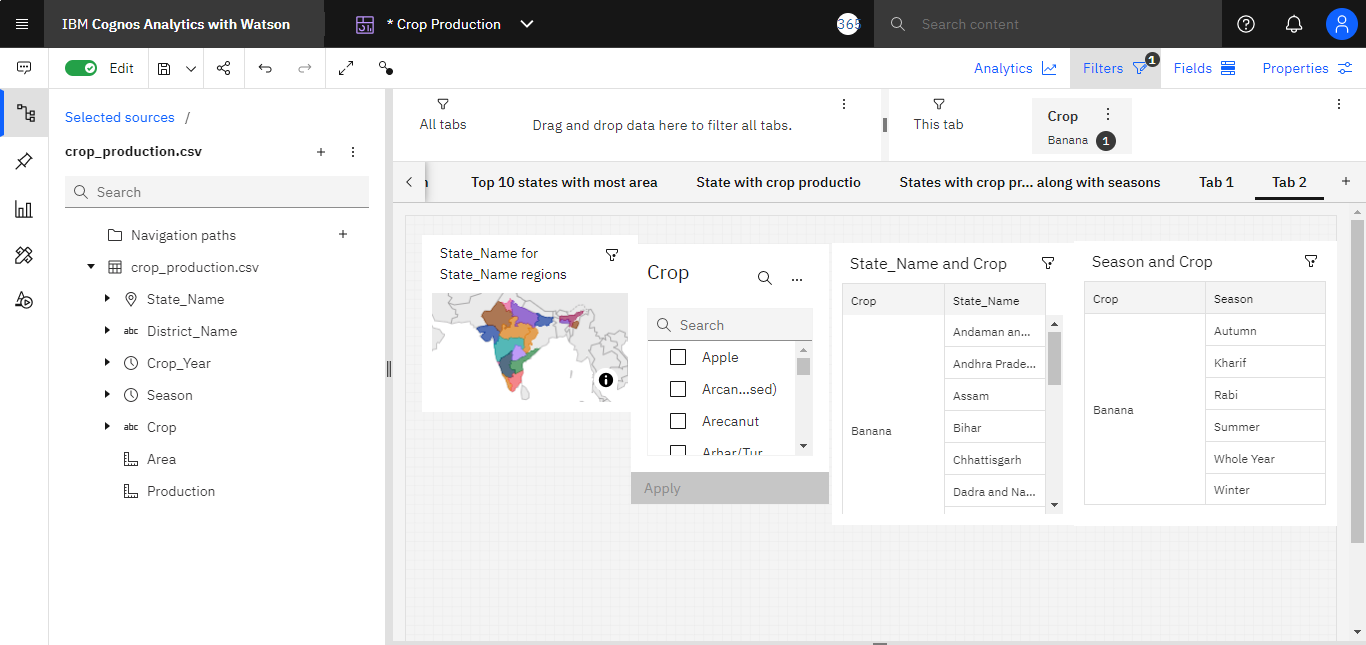 IBM Cognos Analytics with Watson
* Crop Production
365
Search content
Edit
Analytics
Filters
1
Fields
Properties
Selected sources /
crop_production.csv
Search
Navigation paths
crop_production.csv
State_Name
District_Name
Crop_Year
Season
abc
Crop
abc
Area
Production
All tabs
Drag and drop data here to filter all tabs.
This tab
Crop
Banana
1
Top 10 states with most area
State with crop productio
States with crop pr... along with seasons
Tab 1
Tab 2
State_Name for
State_Name regions
Crop
Search
Apple
Arcan...sed)
Arecanut
Arhar/Tur
Apply
State_Name and Crop
Crop
State_Name
Banana
Andaman an...
Andhra Prade...
Assam
Bihar
Chhattisgarh
Dadra and Na...
Season and Crop
Crop
Season
Banana
Autumn
Kharif
Rabi
Summer
Whole Year
Winter